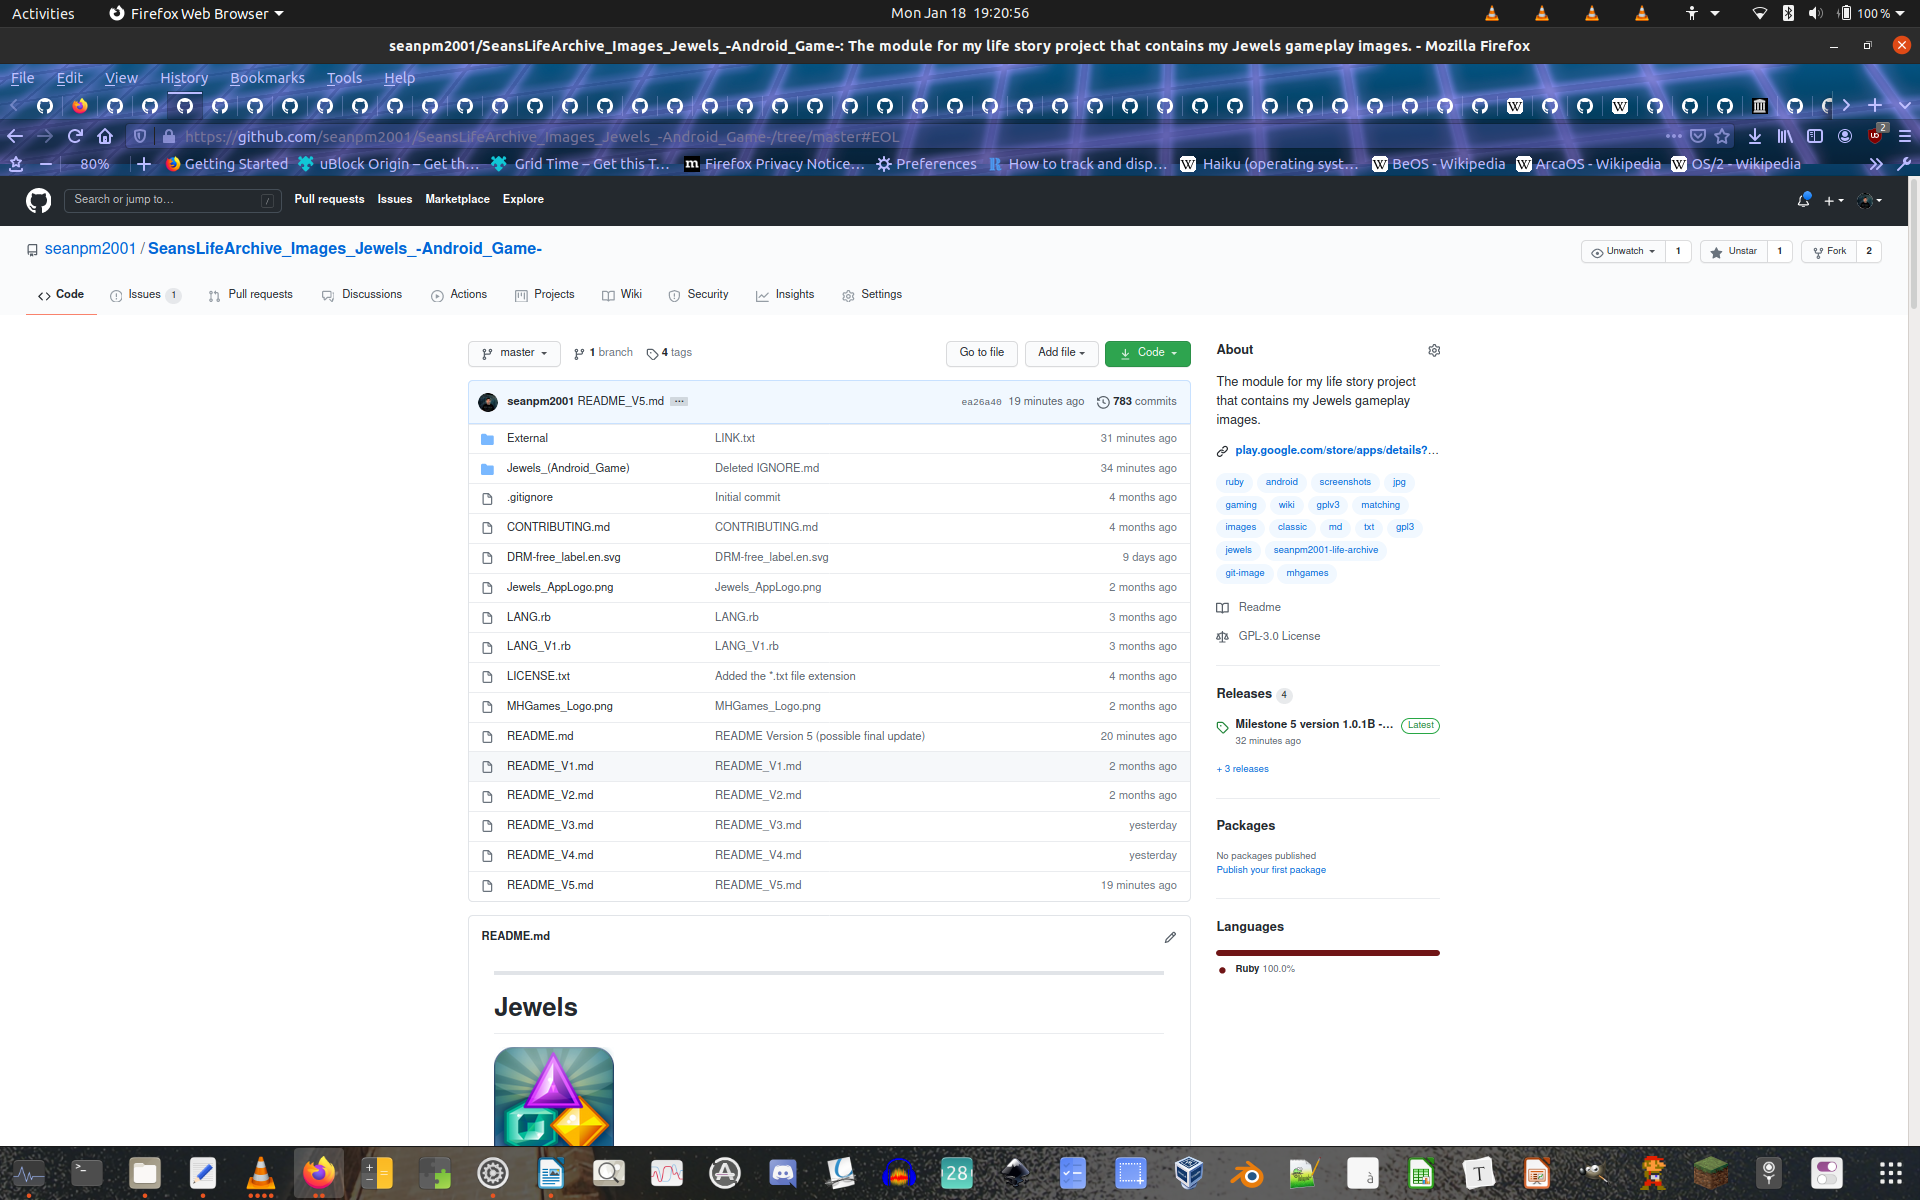 Activities Firefox Web Browser Mon Jan 18 19:20:56 100 %
seanpm2001/SeansLifeArchive_Images_Jewels_-Android_Game-: The module for my life story project that contains my Jewels gameplay images. - Mozilla Firefox
File Edit View History Bookmarks Tools Help
https://github.com/seanpm2001/SeansLifeArchive_Images_Jewels_-Android_Game-/tree/master#EOL 2
80% Getting Started uBlock Origin – Get th… Grid Time – Get this T… Firefox Privacy Notice… Preferences How to track and disp… Haiku (operating syst… BeOS - Wikipedia ArcaOS - Wikipedia OS/2 - Wikipedia
Search or jump to… / Pull requests Issues Marketplace Explore
seanpm2001 / SeansLifeArchive_Images_Jewels_-Android_Game-
Unwatch 1 Unstar 1 Fork 2
Code Issues 1 Pull requests Discussions Actions Projects Wiki Security Insights Settings
master 1 branch 4 tags Go to file Add file Code
seanpm2001 README_V5.md ea26a40 19 minutes ago 783 commits
External LINK.txt 31 minutes ago
Jewels_(Android_Game) Deleted IGNORE.md 34 minutes ago
.gitignore Initial commit 4 months ago
CONTRIBUTING.md CONTRIBUTING.md 4 months ago
DRM-free_label.en.svg DRM-free_label.en.svg 9 days ago
Jewels_AppLogo.png Jewels_AppLogo.png 2 months ago
LANG.rb LANG.rb 3 months ago
LANG_V1.rb LANG_V1.rb 3 months ago
LICENSE.txt Added the *.txt file extension 4 months ago
MHGames_Logo.png MHGames_Logo.png 2 months ago
README.md README Version 5 (possible final update) 20 minutes ago
README_V1.md README_V1.md 2 months ago
README_V2.md README_V2.md 2 months ago
README_V3.md README_V3.md yesterday
README_V4.md README_V4.md yesterday
README_V5.md README_V5.md 19 minutes ago
README.md
Jewels
About
The module for my life story project
that contains my Jewels gameplay
images.
play.google.com/store/apps/details?…
ruby android screenshots jpg
gaming wiki gplv3 matching
images classic md txt gpl3
jewels seanpm2001-life-archive
git-image mhgames
Readme
GPL-3.0 License
Releases 4
Milestone 5 version 1.0.1B -… Latest
32 minutes ago
+ 3 releases
Packages
No packages published
Publish your first package
Languages
Ruby 100.0%
28